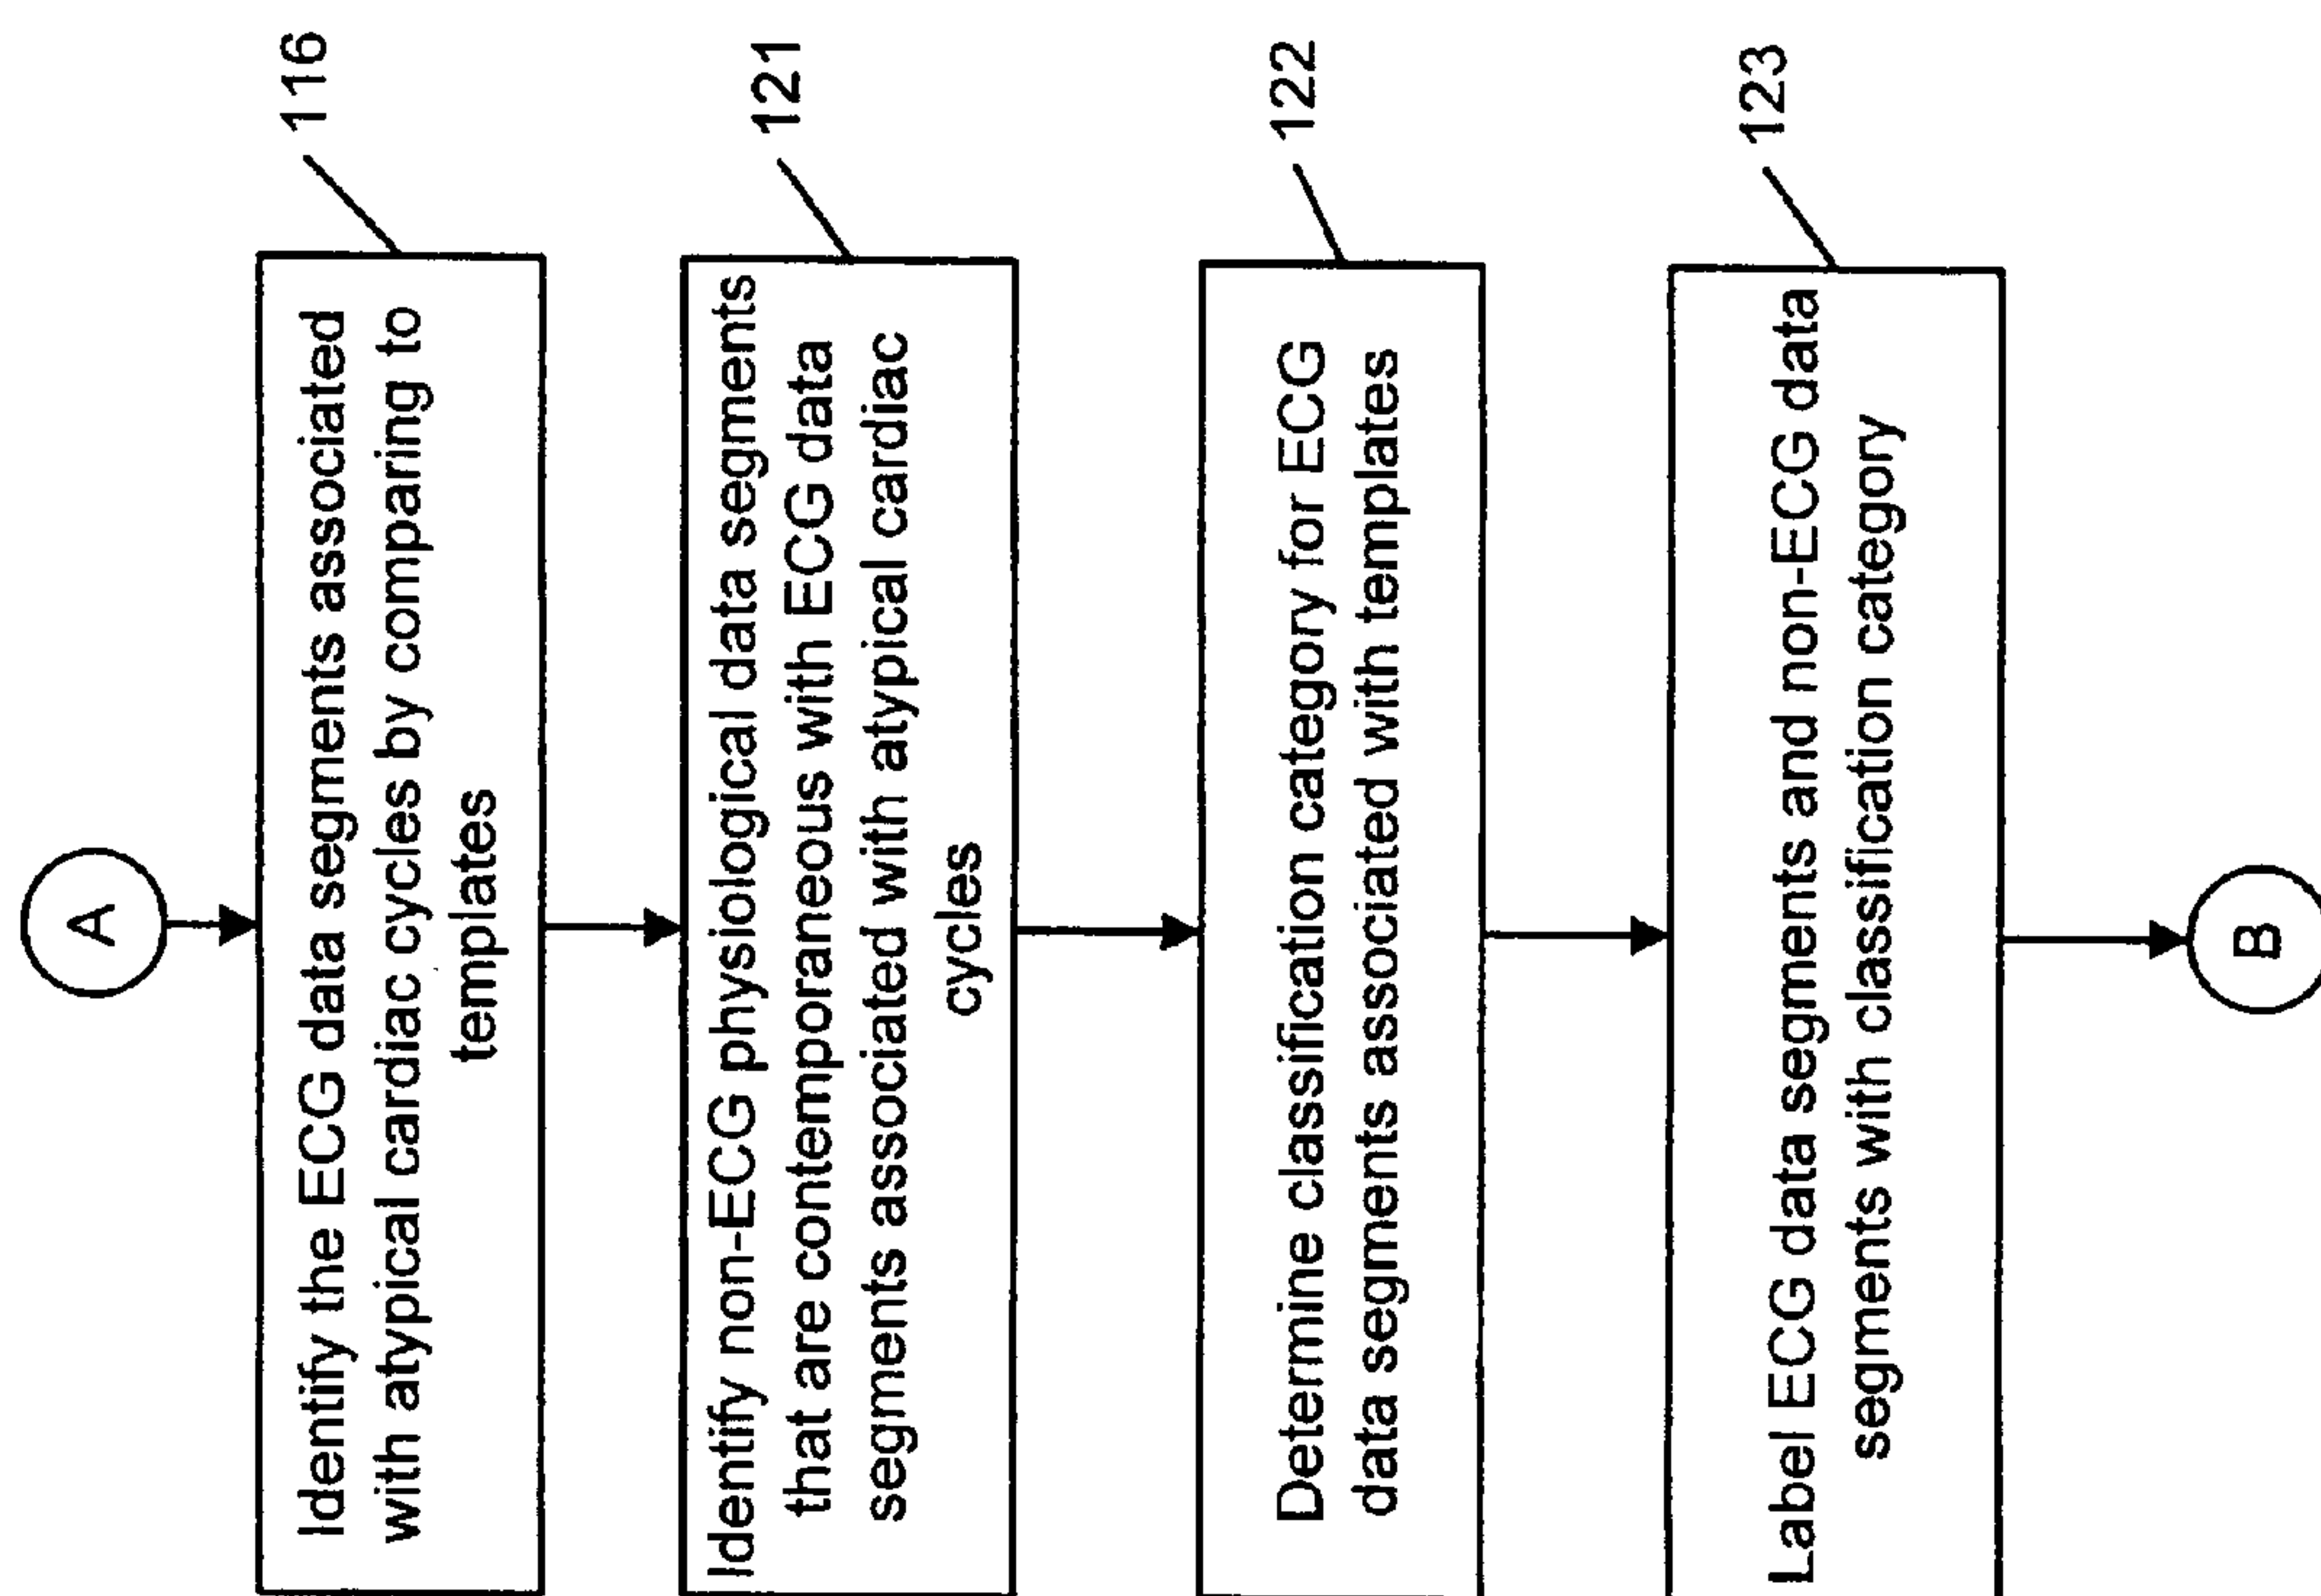 A
116
Identify the ECG data segments associated
with atypical cardiac cycles by comparing to
templates
121
Identify non-ECG physiological data segments
that are contemporaneous with ECG data
segments associated with atypical cardiac
cycles
122
Determine classification category for ECG
data segments associated with templates
123
Label ECG data segments and non-ECG data
segments with classification category
B